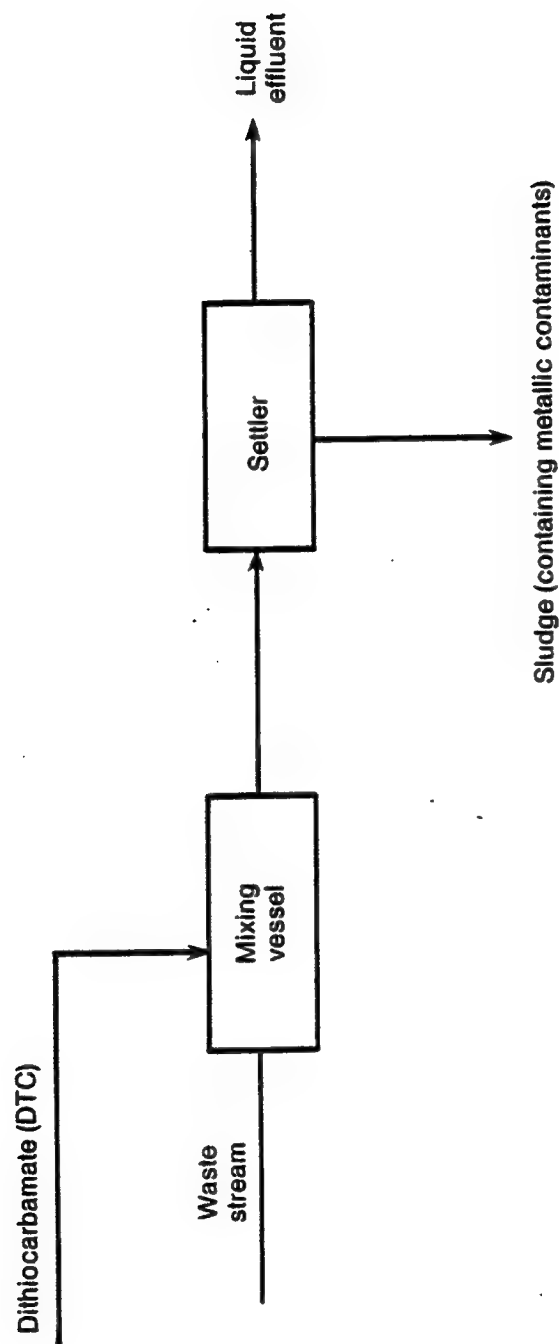 Dithiocarbamate (DTC)
Waste
stream
Mixing
vessel
Settler
Liquid
effluent
Sludge (containing metallic contaminants)